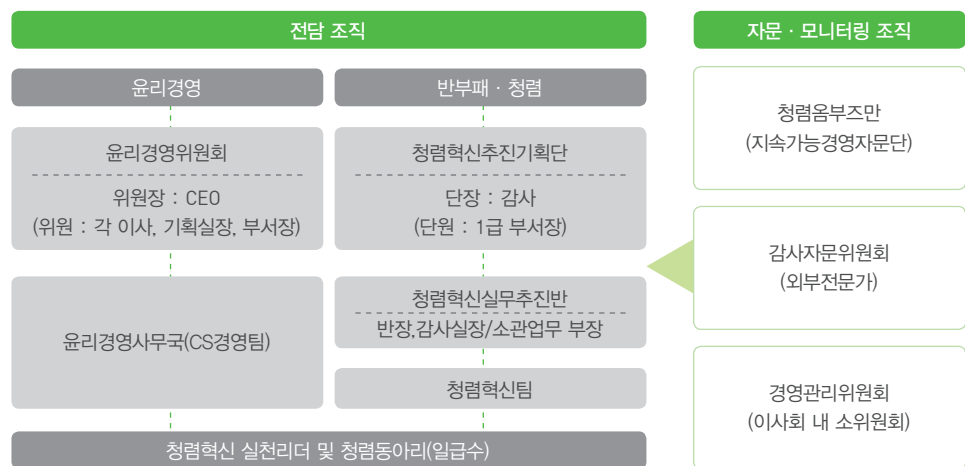 전담 조직
윤리경영
윤리경영위원회
위원장 : CEO
(위원 : 각 이사, 기획실장, 부서장)
윤리경영사무국(CS경영팀)
반부패 · 청렴
청렴혁신추진기획단
단장 : 감사
(단원 : 1급 부서장)
청렴혁신실무추진반
반장,감사실장/소관업무 부장
청렴혁신팀
청렴혁신 실천리더 및 청렴동아리(일급수)
자문 · 모니터링 조직
청렴옴부즈만
(지속가능경영자문단)
감사자문위원회
(외부전문가)
경영관리위원회
(이사회 내 소위원회)